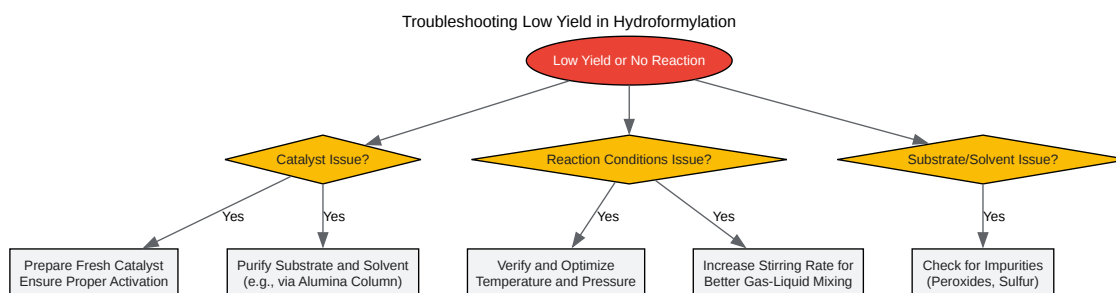 Troubleshooting Low Yield in Hydroformylation
Low Yield or No Reaction
Catalyst Issue?
Reaction Conditions Issue?
Substrate/Solvent Issue?
Yes
Yes
Yes
Yes
Yes
Prepare Fresh Catalyst
Ensure Proper Activation
Purify Substrate and Solvent
(e.g., via Alumina Column)
Verify and Optimize
Temperature and Pressure
Increase Stirring Rate for
Better Gas-Liquid Mixing
Check for Impurities
(Peroxides, Sulfur)